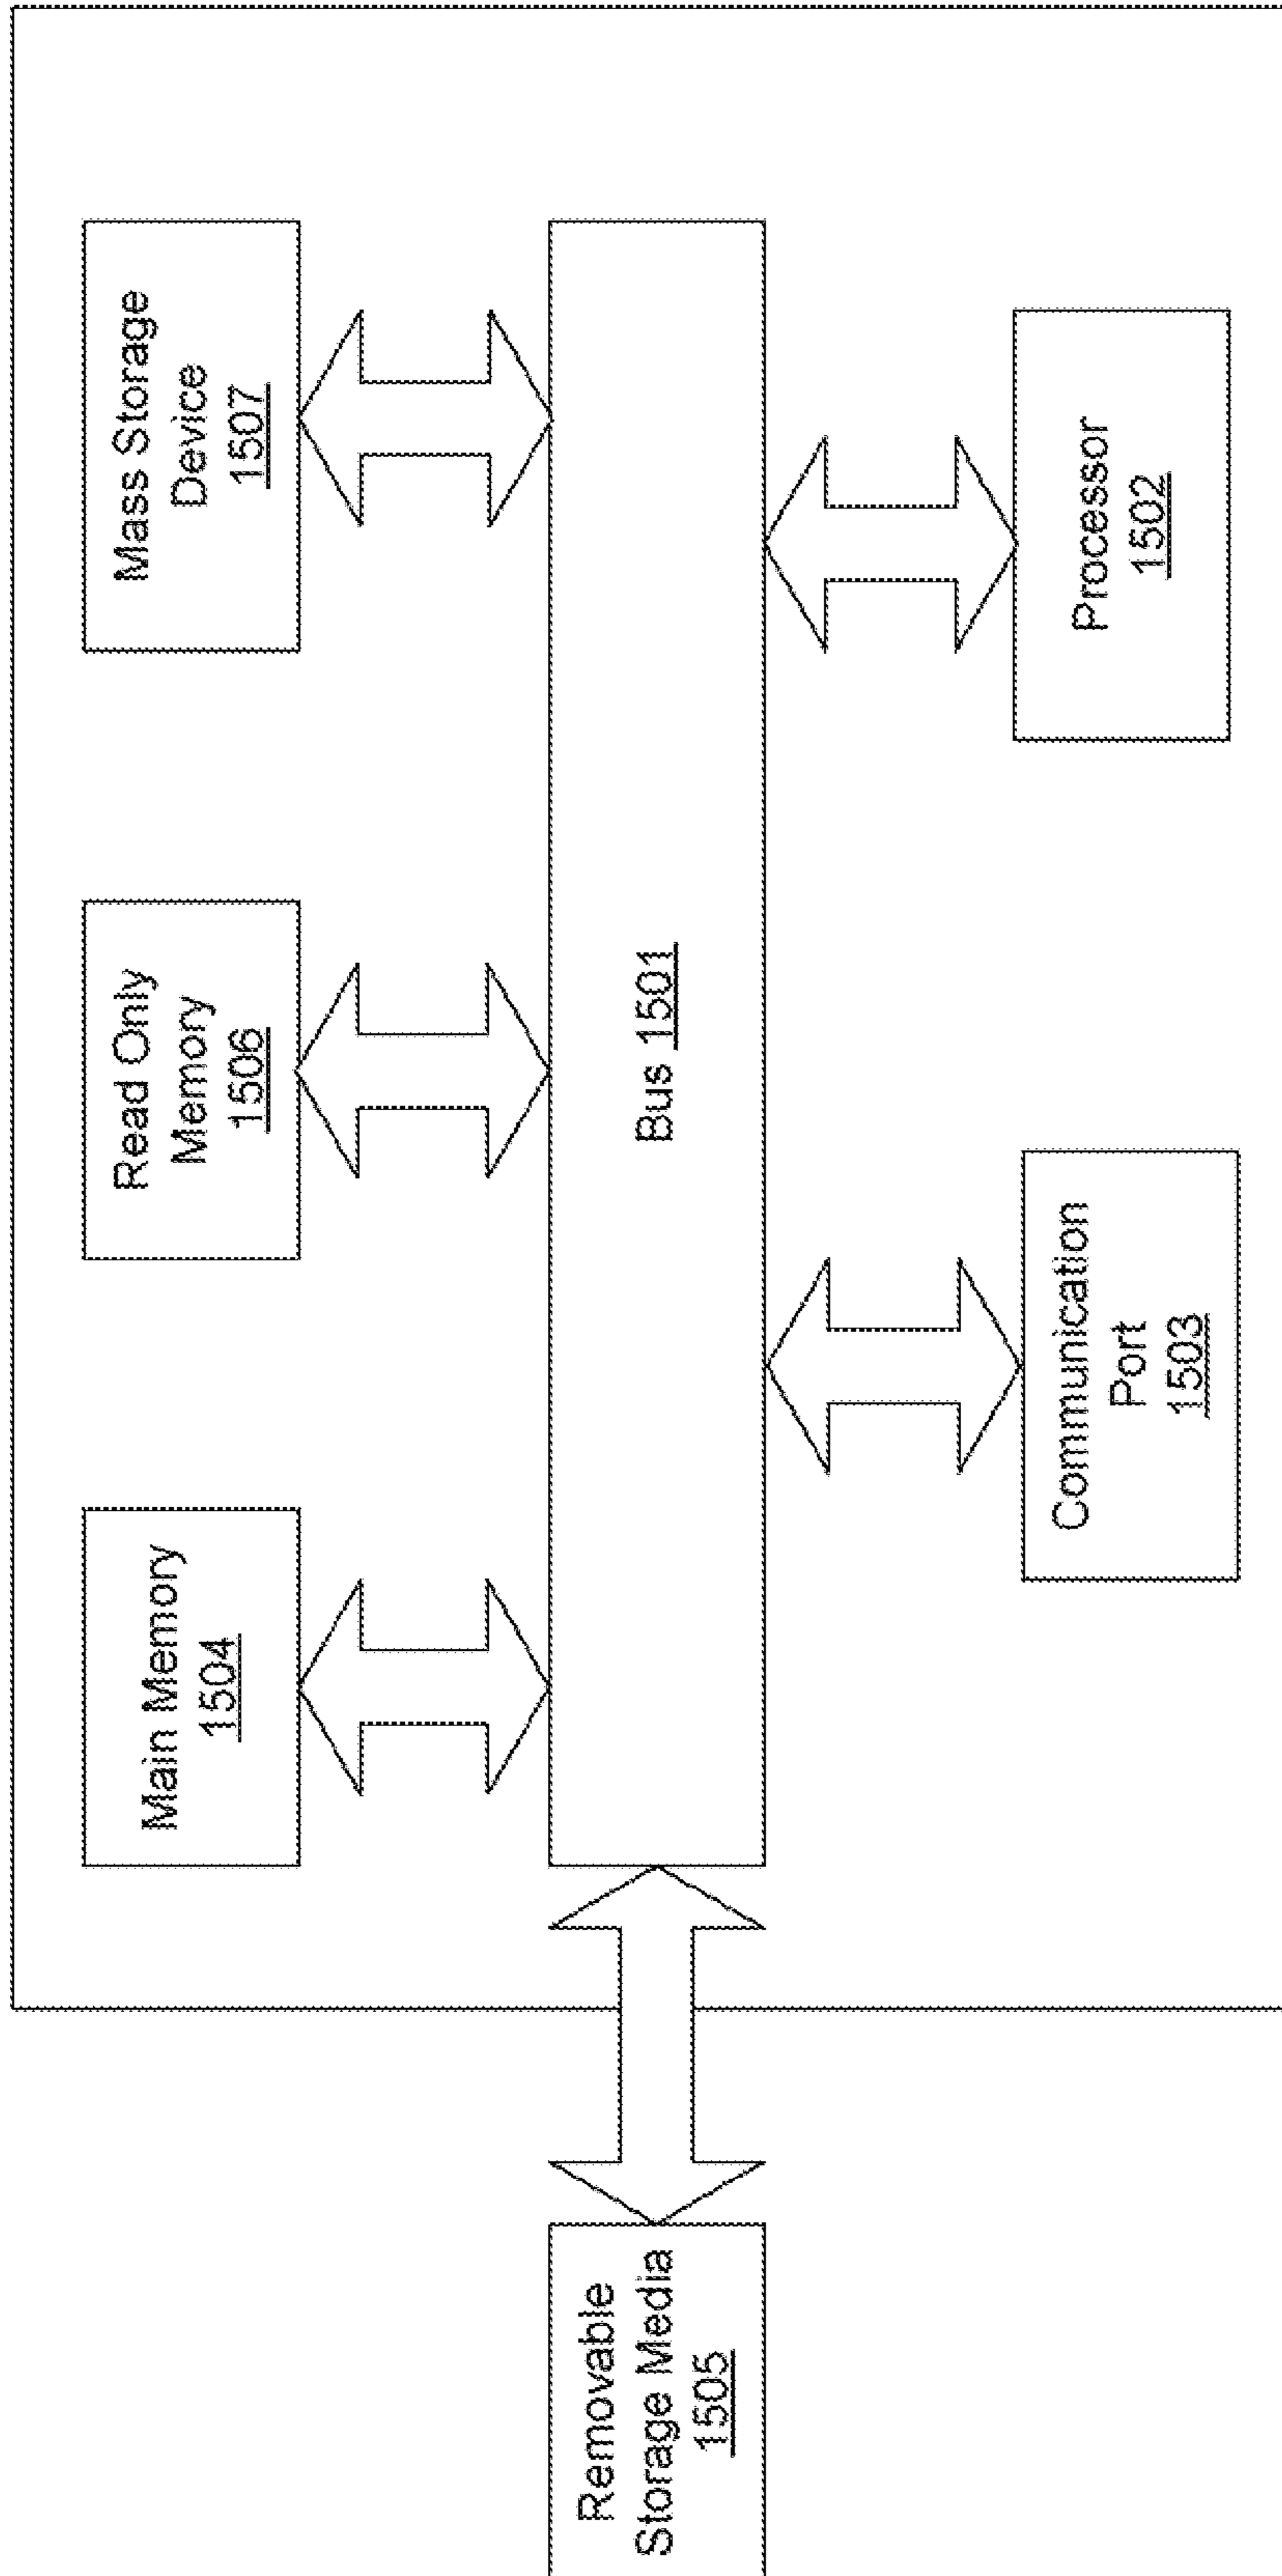 Main Memory
1504
Read Only
Memory
1506
Mass Storage
Device
1507
Removable
Storage Media
1505
Bus 1501
Communication
Port
1503
Processor
1502